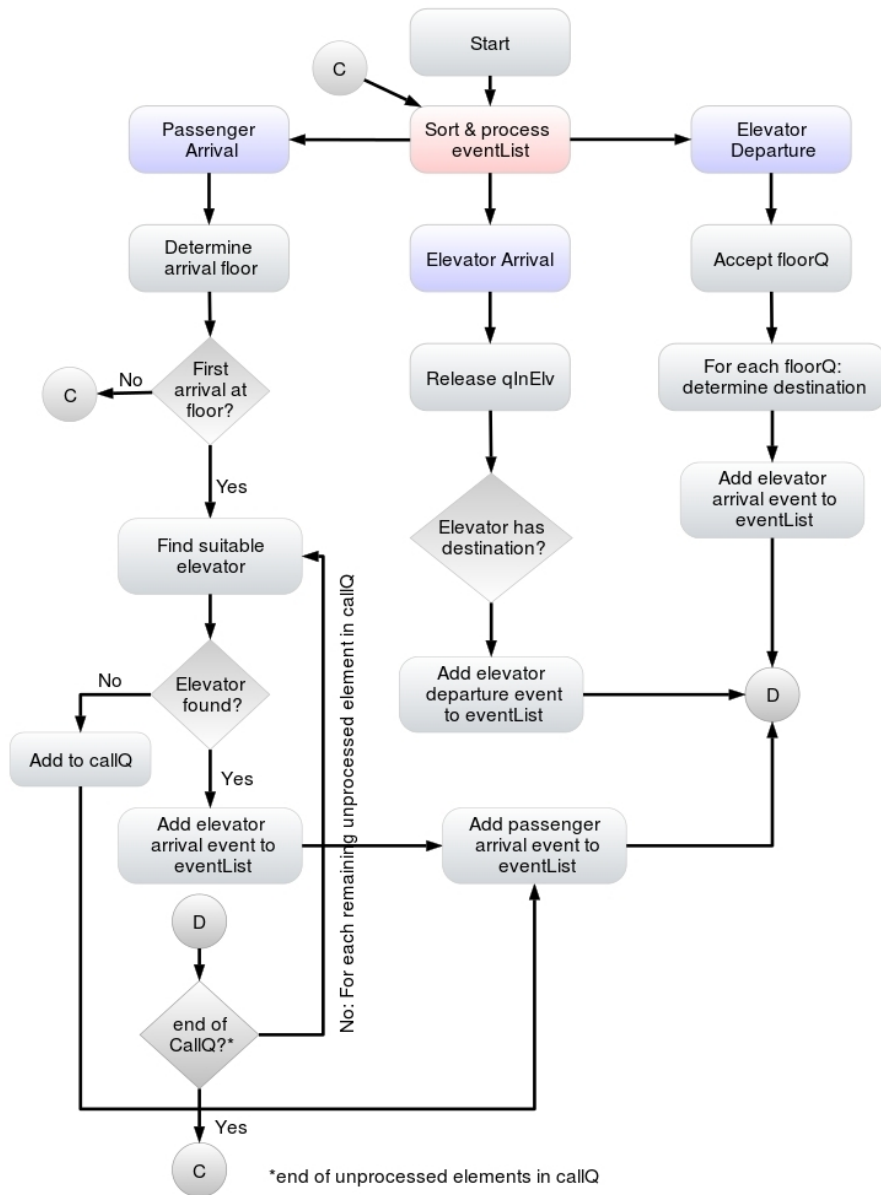 Start
C
Passenger
Arrival
Sort & process
eventList
Elevator
Departure
Determine
arrival floor
Elevator Arrival
Accept floorQ
First
arrival at
floor?
No
C
Release qInElv
For each floorQ:
determine destination
Yes
Add elevator
arrival event to
eventList
Find suitable
elevator
Elevator has
destination?
No: For each remaining unprocessed element in callQ
Elevator
found?
No
Add elevator
departure event
to eventList
D
Add to callQ
Yes
Add elevator
arrival event to
eventList
Add passenger
arrival event to
eventList
D
end of
CallQ?*
Yes
C
*end of unprocessed elements in callQ